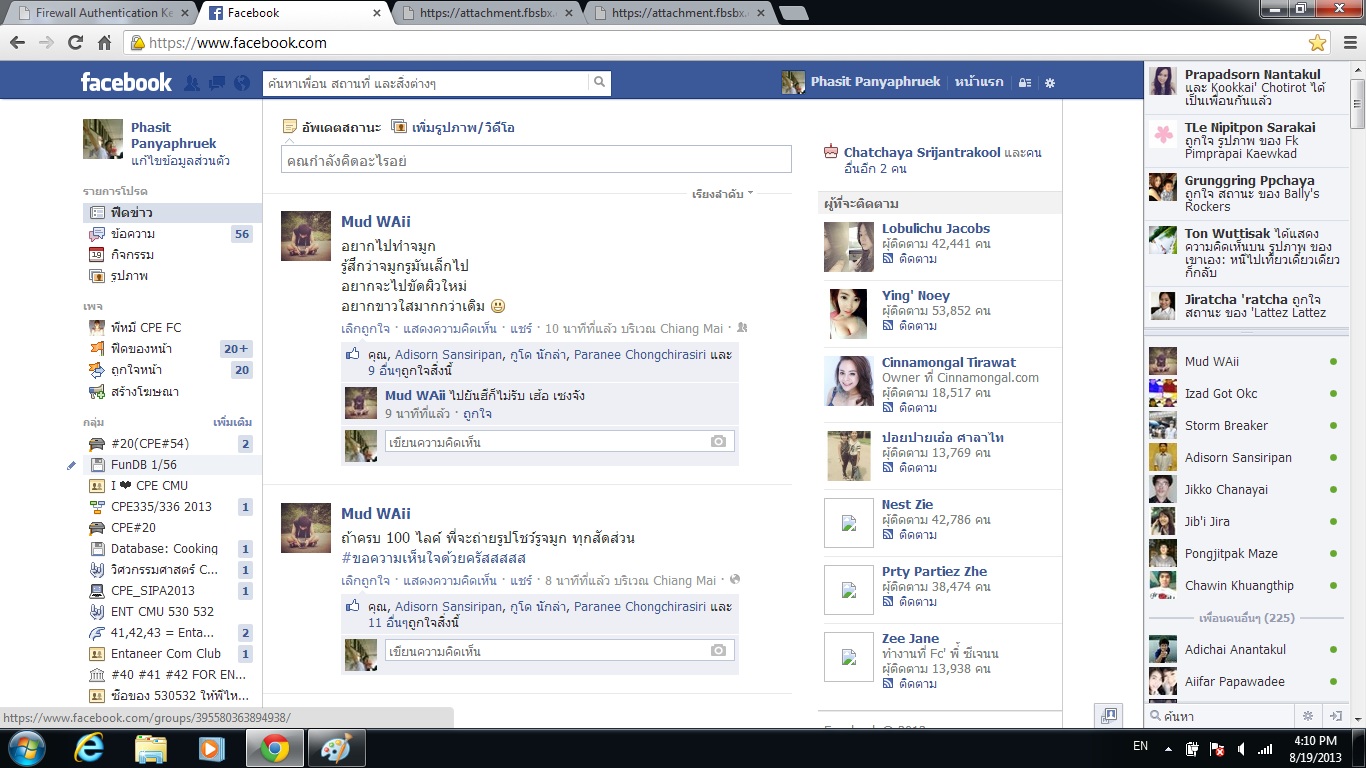 Firewall Authentication Ke
Facebook
https://attachment.fbsbx.
https://attachment.fbsbx.
https://www.facebook.com
facebook
ค้นหาเพื่อน สถานที่ และสิ่งต่างๆ
Phasit Panyaphruek
หน้าแรก
Phasit
Panyaphruek
แก้ไขข้อมูลส่วนตัว
รายการโปรด
ฟีดข่าว
ข้อความ 56
กิจกรรม
รูปภาพ
เพจ
พี่หมี CPE FC
ฟีดของหน้า 20+
ถูกใจหน้า 20
สร้างโฆษณา
กลุ่ม เพิ่มเติม
#20(CPE#54) 2
FunDB 1/56
I ❤ CPE CMU
CPE335/336 2013 1
CPE#20
Database: Cooking 1
วิศวกรรมศาสตร์ C... 1
CPE_SIPA2013 1
ENT CMU 530 532
41,42,43 = Enta... 2
Entaneer Com Club 1
#40 #41 #42 FOR EN...
ชื่อของ 530532 ให้พี่ไห...
https://www.facebook.com/groups/395580363894938/
อัพเดตสถานะ เพิ่มรูปภาพ/วิดีโอ
คุณกำลังคิดอะไรอยู่
เรียงลำดับ
Mud WAii
อยากไปทำจมูก
รู้สึกว่าจมูกรูมันเล็กไป
อยากจะไปขัดผิวใหม่
อยากขาวใสมากกว่าเดิม
เลิกถูกใจ · แสดงความคิดเห็น · แชร์ · 10 นาทีที่แล้ว บริเวณ Chiang Mai ·
คุณ, Adisorn Sansiripan, กูโด นักล่า, Paranee Chongchirasiri และ
9 อื่นๆถูกใจสิ่งนี้
Mud WAii ไปยันฮีก็ไม่รับ เฮ้อ เซงจัง
9 นาทีที่แล้ว · ถูกใจ
เขียนความคิดเห็น
Mud WAii
ถ้าครบ 100 ไลค์ พี่จะถ่ายรูปโชว์รูจมูก ทุกสัดส่วน
#ขอความเห็นใจด้วยครัสสสสส
เลิกถูกใจ · แสดงความคิดเห็น · แชร์ · 8 นาทีที่แล้ว บริเวณ Chiang Mai ·
คุณ, Adisorn Sansiripan, กูโด นักล่า, Paranee Chongchirasiri และ
11 อื่นๆถูกใจสิ่งนี้
เขียนความคิดเห็น
Chatchaya Srijantrakool และคน
อื่นอีก 2 คน
ผู้ที่จะติดตาม
Lobulichu Jacobs
ผู้ติดตาม 42,441 คน
ติดตาม
Ying' Noey
ผู้ติดตาม 53,852 คน
ติดตาม
Cinnamongal Tirawat
Owner ที่ Cinnamongal.com
ผู้ติดตาม 18,517 คน
ติดตาม
ปอยปายเอ๋อ ศาลาไท
ผู้ติดตาม 13,769 คน
ติดตาม
Nest Zie
ผู้ติดตาม 42,786 คน
ติดตาม
Prty Partiez Zhe
ผู้ติดตาม 38,474 คน
ติดตาม
Zee Jane
ทำงานที่ Fc' พี่ ซีเจนน
ผู้ติดตาม 13,938 คน
ติดตาม
Prapadsorn Nantakul
และ Kookkai' Chotirot ได้
เป็นเพื่อนกันแล้ว
TLe Nipitpon Sarakai
ถูกใจ รูปภาพ ของ Fk
Pimprapai Kaewkad
Grunggring Ppchaya
ถูกใจ สถานะ ของ Bally's
Rockers
Ton Wuttisak ได้แสดง
ความคิดเห็นบน รูปภาพ ของ
เขาเอง: หนีไปเที่ยวเดี่ยวเดี๋ยว
ก็กลับ
Jiratcha 'ratcha ถูกใจ
สถานะ ของ 'Lattez Lattez
Mud WAii
Izad Got Okc
Storm Breaker
Adisorn Sansiripan
Jikko Chanayai
Jib'i Jira
Pongjitpak Maze
Chawin Khuangthip
เพื่อนคนอื่นๆ (225)
Adichai Anantakul
Aiifar Papawadee
ค้นหา
EN
4:10 PM
8/19/2013